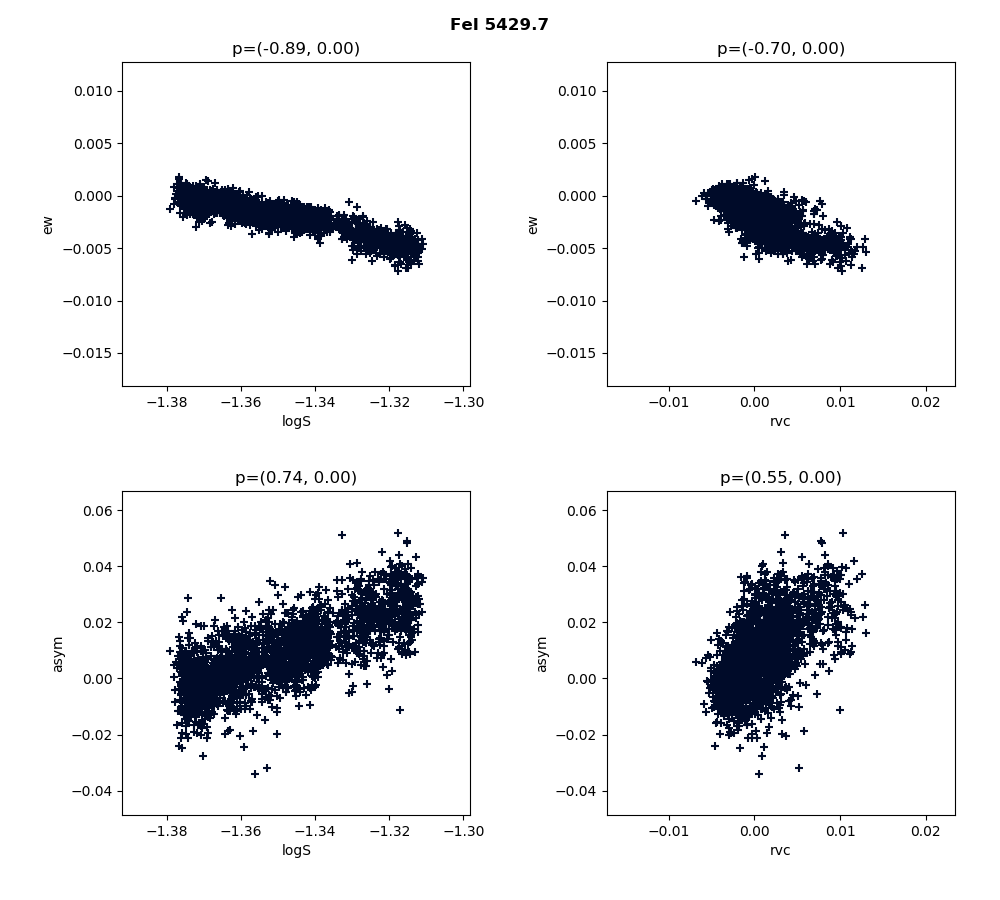 FeI 5429.7
p=(-0.89, 0.00)
p=(-0.70, 0.00)
0.010
0.005
0.000
−0.005
−0.010
−0.015
ew
−1.38 −1.36 −1.34 −1.32 −1.30
logS
0.010
0.005
0.000
−0.005
−0.010
−0.015
ew
−0.01 0.00 0.01 0.02
rvc
p=(0.74, 0.00)
p=(0.55, 0.00)
0.06
0.04
0.02
0.00
−0.02
−0.04
asym
−1.38 −1.36 −1.34 −1.32 −1.30
logS
0.06
0.04
0.02
0.00
−0.02
−0.04
asym
−0.01 0.00 0.01 0.02
rvc